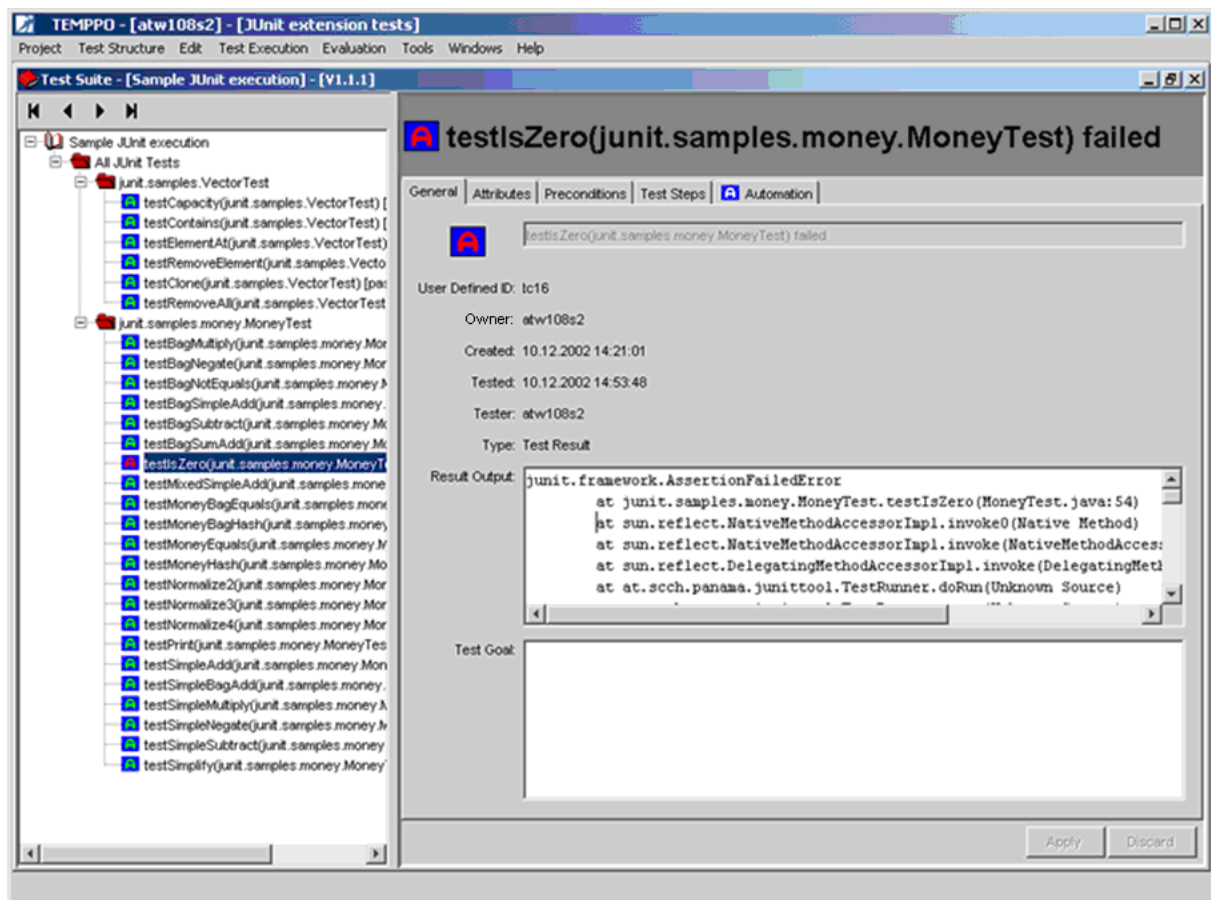 TEMPPO - [atw108s2] - [JUnit extension tests]
Project Test Structure Edit Test Execution Evaluation Tools Windows Help
Test Suite - [Sample JUnit execution] - [V1.1.1]
Sample JUnit execution
All JUnit Tests
junit.samples.VectorTest
testCapacity(junit.samples.VectorTest) [
testContains(junit.samples.VectorTest) [
testElementAt(junit.samples.VectorTest)
testRemoveElement(junit.samples.Vecto
testClone(junit.samples.VectorTest) [pas
testRemoveAll(junit.samples.VectorTest
junit.samples.money.MoneyTest
testBagMultiply(junit.samples.money.Mon
testBagNegate(junit.samples.money.Mor
testBagNotEquals(junit.samples.money.M
testBagSimpleAdd(junit.samples.money.
testBagSubtract(junit.samples.money.Mo
testBagSumAdd(junit.samples.money.Mo
testIsZero(junit.samples.money.MoneyT
testMixedSimpleAdd(junit.samples.mone
testMoneyBagEquals(junit.samples.mone
testMoneyBagHash(junit.samples.money
testMoneyEquals(junit.samples.money.M
testMoneyHash(junit.samples.money.Mo
testNormalize2(junit.samples.money.Mor
testNormalize3(junit.samples.money.Mor
testNormalize4(junit.samples.money.Mor
testPrint(junit.samples.money.MoneyTes
testSimpleAdd(junit.samples.money.Mon
testSimpleBagAdd(junit.samples.money.
testSimpleMultiply(junit.samples.money.M
testSimpleNegate(junit.samples.money.M
testSimpleSubtract(junit.samples.money
testSimplify(junit.samples.money.Money
A testIsZero(junit.samples.money.MoneyTest) failed
General Attributes Preconditions Test Steps A Automation
A testIsZero(junit.samples.money.MoneyTest) failed
User Defined ID: tc16
Owner: atw108s2
Created: 10.12.2002 14:21:01
Tested: 10.12.2002 14:53:48
Tester: atw108s2
Type: Test Result
Result Output: junit.framework.AssertionFailedError
at junit.samples.money.MoneyTest.testIsZero(MoneyTest.java:54)
at sun.reflect.NativeMethodAccessorImpl.invoke0(Native Method)
at sun.reflect.NativeMethodAccessorImpl.invoke(NativeMethodAccess
at sun.reflect.DelegatingMethodAccessorImpl.invoke(DelegatingMeth
at at.scch.panama.junittool.TestRunner.doRun(Unknown Source)
Test Goal:
Apply Discard